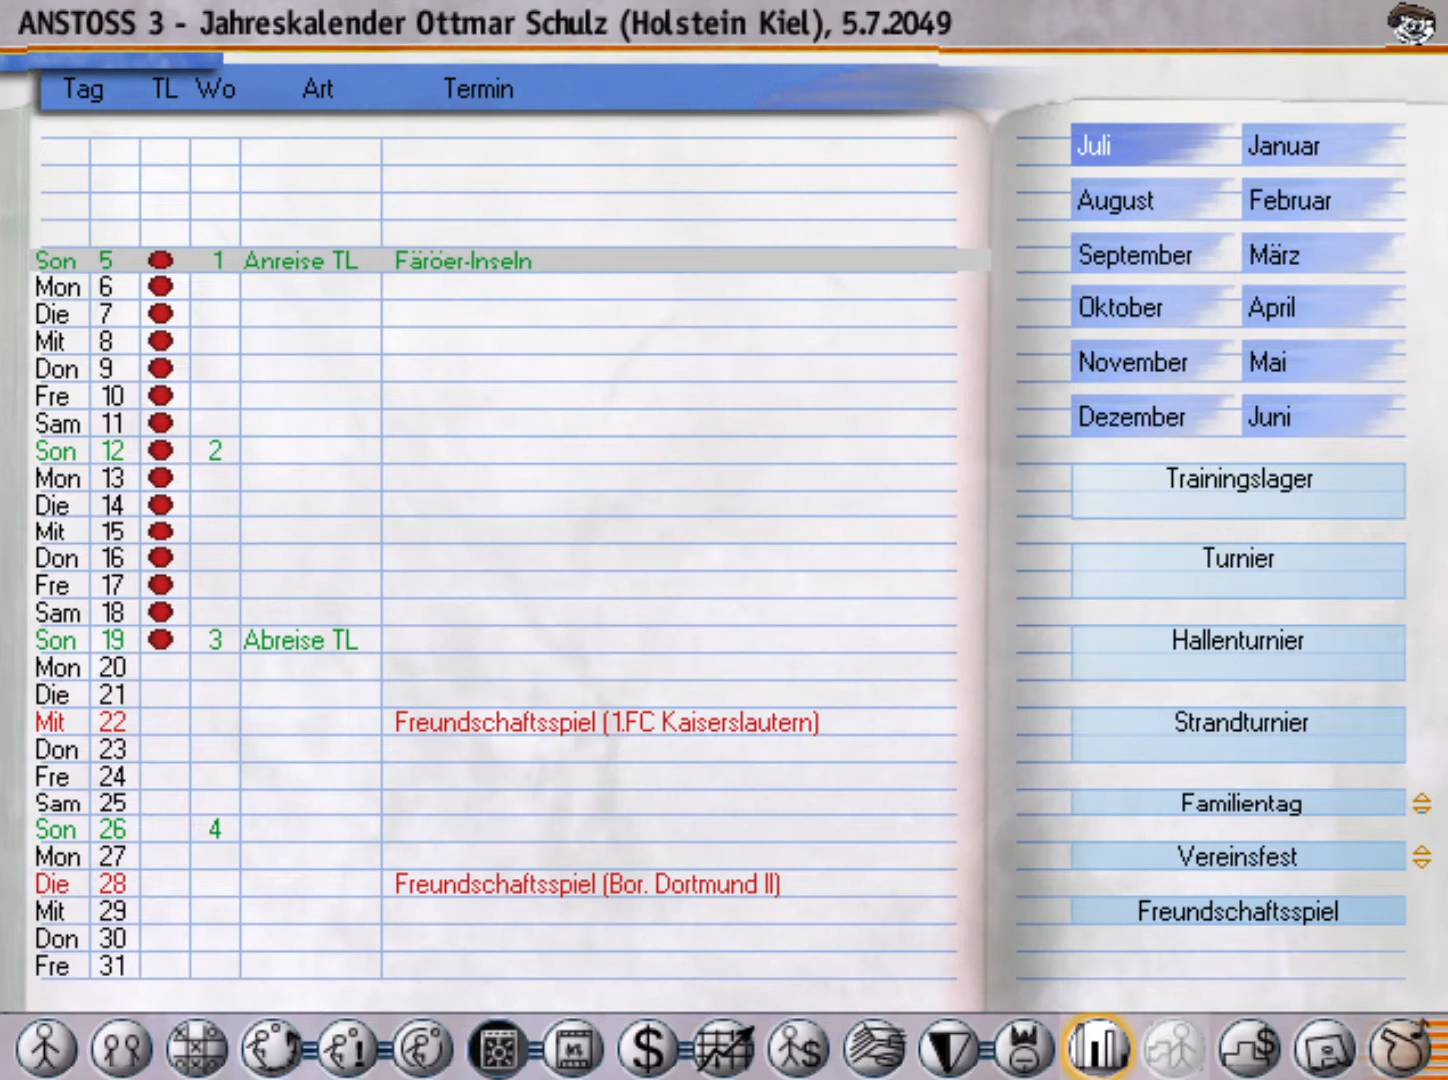 ANSTOSS 3 - Jahreskalender Ottmar Schulz (Holstein Kiel), 5.7.2049
Tag TL Wo Art Termin
Son 5 1 Anreise TL Färöer-Inseln
Mon 6
Die 7
Mit 8
Don 9
Fre 10
Sam 11
Son 12 2
Mon 13
Die 14
Mit 15
Don 16
Fre 17
Sam 18
Son 19 3 Abreise TL
Mon 20
Die 21
Mit 22 Freundschaftsspiel (1.FC Kaiserslautern)
Don 23
Fre 24
Sam 25
Son 26 4
Mon 27
Die 28 Freundschaftsspiel (Bor. Dortmund II)
Mit 29
Don 30
Fre 31
Juli Januar
August Februar
September März
Oktober April
November Mai
Dezember Juni
Trainingslager
Turnier
Hallenturnier
Strandturnier
Familientag
Vereinsfest
Freundschaftsspiel